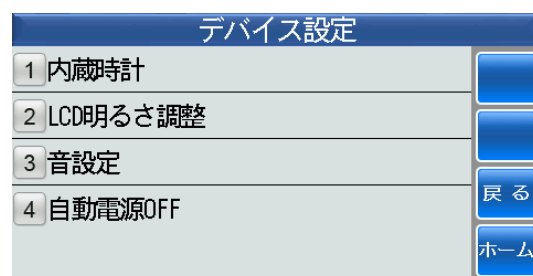 デバイス設定
1 内蔵時計
2 LCD明るさ調整
3 音設定
4 自動電源OFF
戻る
ホーム